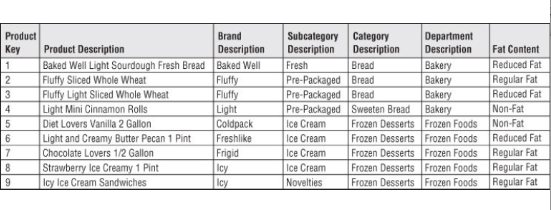 Product Key | Product Description | Brand Description | Subcategory Description | Category Description | Department Description | Fat Content
1 | Baked Well Light Sourdough Fresh Bread | Baked Well | Fresh | Bread | Bakery | Reduced Fat
2 | Fluffy Sliced Whole Wheat | Fluffy | Pre-Packaged | Bread | Bakery | Regular Fat
3 | Fluffy Light Sliced Whole Wheat | Fluffy | Pre-Packaged | Bread | Bakery | Reduced Fat
4 | Light Mini Cinnamon Rolls | Light | Pre-Packaged | Sweeten Bread | Bakery | Non-Fat
5 | Diet Lovers Vanilla 2 Gallon | Coldpack | Ice Cream | Frozen Desserts | Frozen Foods | Non-Fat
6 | Light and Creamy Butter Pecan 1 Pint | Freshlike | Ice Cream | Frozen Desserts | Frozen Foods | Reduced Fat
7 | Chocolate Lovers 1/2 Gallon | Frigid | Ice Cream | Frozen Desserts | Frozen Foods | Regular Fat
8 | Strawberry Ice Creamy 1 Pint | Icy | Ice Cream | Frozen Desserts | Frozen Foods | Regular Fat
9 | Icy Ice Cream Sandwiches | Icy | Novelties | Frozen Desserts | Frozen Foods | Regular Fat